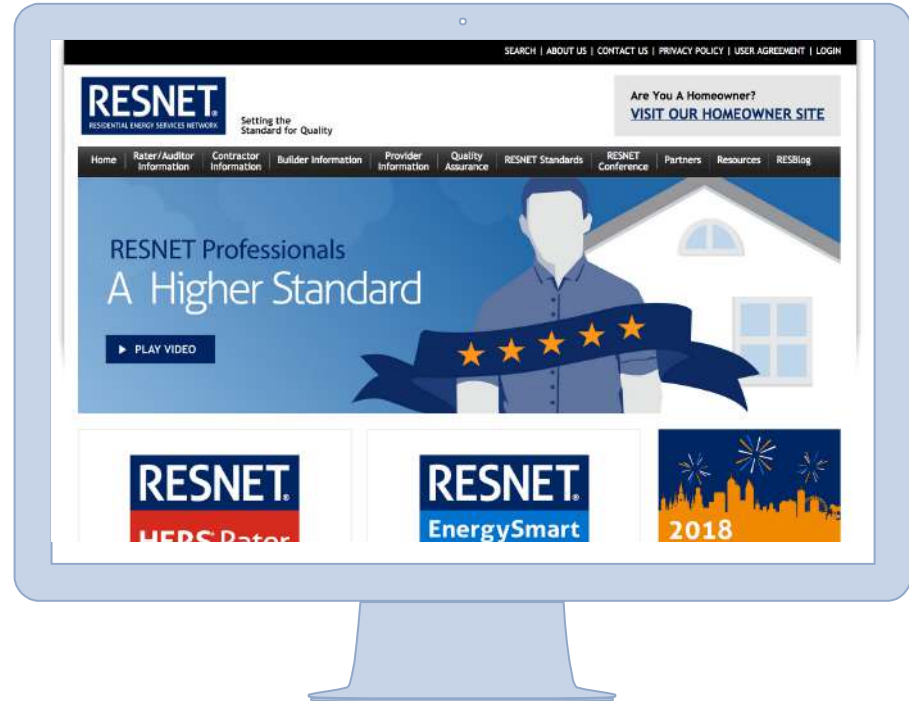 SEARCH | ABOUT US | CONTACT US | PRIVACY POLICY | USER AGREEMENT | LOGIN
RESNET®
RESIDENTIAL ENERGY SERVICES NETWORK
Setting the
Standard for Quality
Are You A Homeowner?
VISIT OUR HOMEOWNER SITE
Home
Rater/Auditor
Information
Contractor
Information
Builder Information
Provider
Information
Quality
Assurance
RESNET Standards
RESNET
Conference
Partners
Resources
RESBlog
RESNET Professionals
A Higher Standard
PLAY VIDEO
RESNET®
HERS Rater
RESNET®
EnergySmart
2018